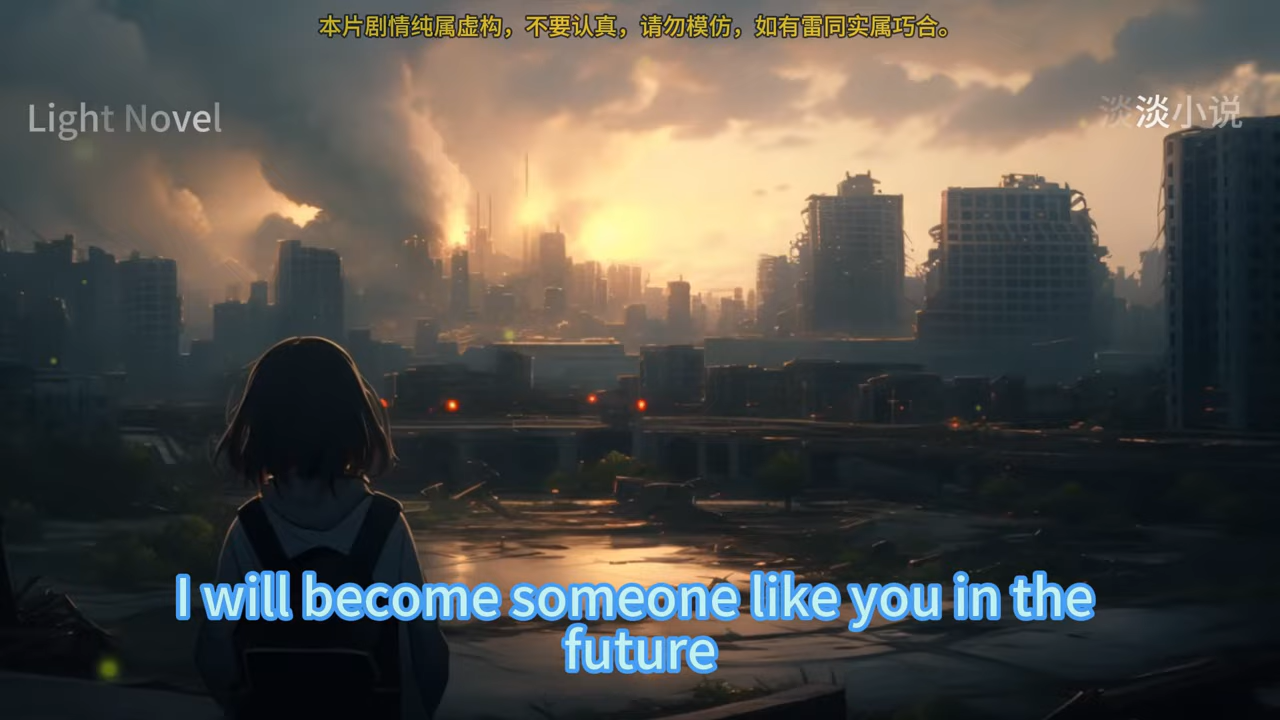 本片剧情纯属虚构，不要认真，请勿模仿，如有雷同实属巧合。
Light Novel
淡淡小说
I will become someone like you in the
future